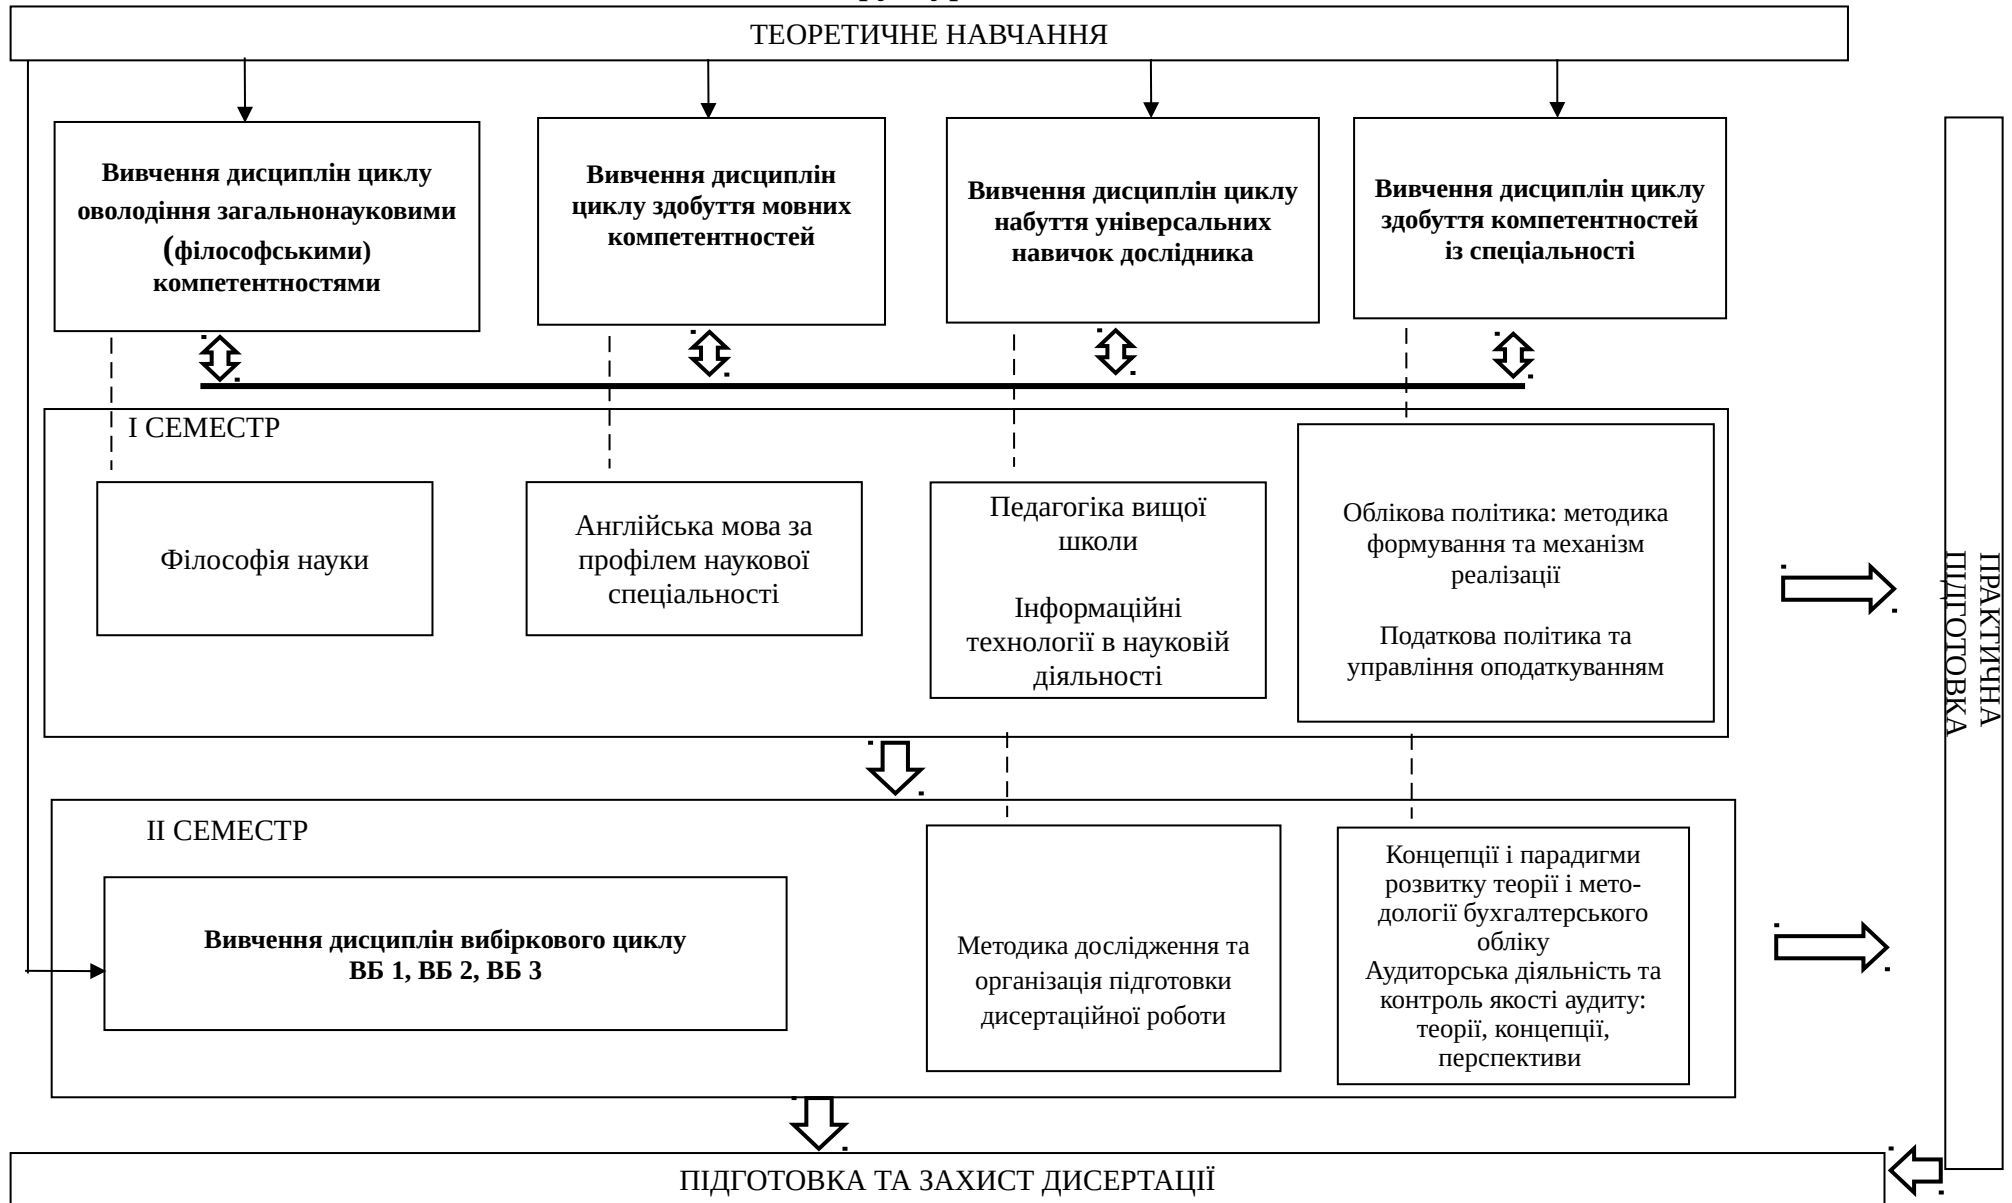 ТЕОРЕТИЧНЕ НАВЧАННЯ
Вивчення дисциплін циклу
оволодіння загальнонауковими
(філософськими)
компетентностями
Вивчення дисциплін
циклу здобуття мовних
компетентностей
Вивчення дисциплін циклу
набуття універсальних
навичок дослідника
Вивчення дисциплін циклу
здобуття компетентностей
із спеціальності
І СЕМЕСТР
Філософія науки
Англійська мова за
профілем наукової
спеціальності
Педагогіка вищої
школи
Інформаційні
технології в науковій
діяльності
Облікова політика: методика
формування та механізм
реалізації
Податкова політика та
управління оподаткуванням
ПРАКТИЧНА
ПІДГОТОВКА
ІІ СЕМЕСТР
Вивчення дисциплін вибіркового циклу
ВБ 1, ВБ 2, ВБ 3
Методика дослідження та
організація підготовки
дисертаційної роботи
Концепції і парадигми
розвитку теорії і мето-
дології бухгалтерського
обліку
Аудиторська діяльність та
контроль якості аудиту:
теорії, концепції,
перспективи
ПІДГОТОВКА ТА ЗАХИСТ ДИСЕРТАЦІЇ